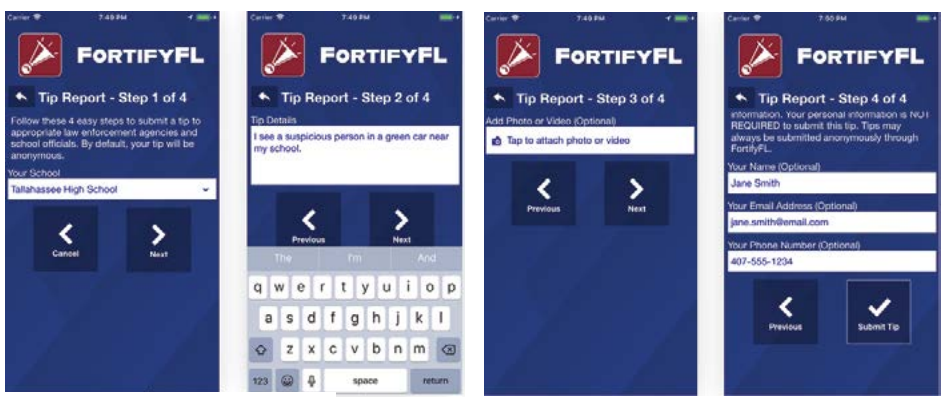 Carrier 7:49 PM
FORTIFYFL
Tip Report - Step 1 of 4
Follow these 4 easy steps to submit a tip to
appropriate law enforcement agencies and
school officials. By default, your tip will be
anonymous.
Your School
Tallahassee High School
Cancel Next
Carrier 7:49 PM
FORTIFYFL
Tip Report - Step 2 of 4
Tip Details
I see a suspicious person in a green car near
my school.
Previous Next
The I'm And
q w e r t y u i o p
a s d f g h j k l
z x c v b n m
123 space return
Carrier 7:49 PM
FORTIFYFL
Tip Report - Step 3 of 4
Add Photo or Video (Optional)
Tap to attach photo or video
Previous Next
Carrier 7:50 PM
FORTIFYFL
Tip Report - Step 4 of 4
information. Your personal information is NOT
REQUIRED to submit this tip. Tips may
always be submitted anonymously through
FortifyFL.
Your Name (Optional)
Jane Smith
Your Email Address (Optional)
jane.smith@email.com
Your Phone Number (Optional)
407-555-1234
Previous Submit Tip